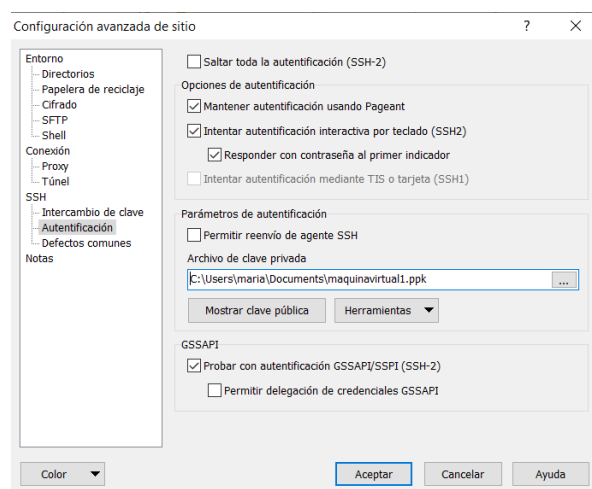 Configuración avanzada de sitio
Entorno
Directorios
Papelera de reciclaje
Cifrado
SFTP
Shell
Conexión
Proxy
Túnel
SSH
Intercambio de clave
Autentificación
Defectos comunes
Notas
Saltar toda la autentificación (SSH-2)
Opciones de autentificación
Mantener autentificación usando Pageant
Intentar autentificación interactiva por teclado (SSH2)
Responder con contraseña al primer indicador
Intentar autentificación mediante TIS o tarjeta (SSH1)
Parámetros de autentificación
Permitir reenvío de agente SSH
Archivo de clave privada
C:\Users\maria\Documents\maquinavirtual1.ppk
...
Mostrar clave pública
Herramientas
GSSAPI
Probar con autentificación GSSAPI/SSPI (SSH-2)
Permitir delegación de credenciales GSSAPI
Color
Aceptar
Cancelar
Ayuda